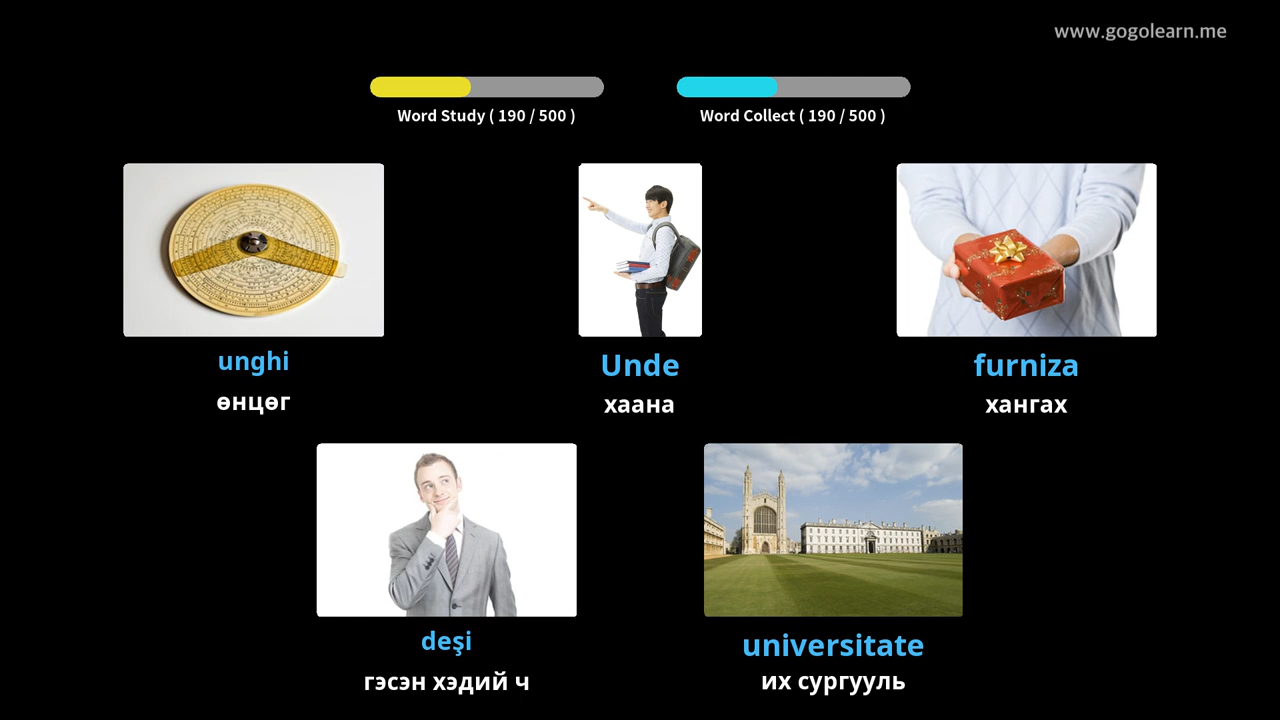 www.gogolearn.me
Word Study ( 190 / 500 )
Word Collect ( 190 / 500 )
unghi
Unde
furniza
өнцөг
хаана
хангах
deşi
universitate
гэсэн хэдий ч
их сургууль